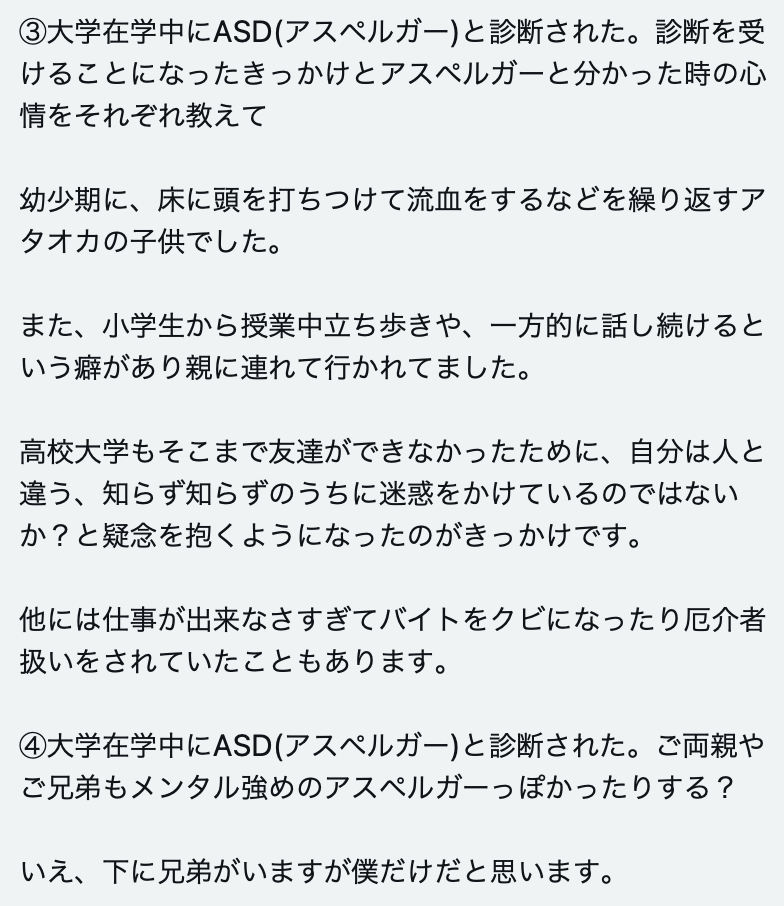 ③大学在学中にASD(アスペルガー)と診断された。診断を受
けることになったきっかけとアスペルガーと分かった時の心
情をそれぞれ教えて
幼少期に、床に頭を打ちつけて流血をするなどを繰り返すア
タオカの子供でした。
また、小学生から授業中立ち歩きや、一方的に話し続けると
いう癖があり親に連れて行かれてました。
高校大学もそこまで友達ができなかったために、自分は人と
違う、知らず知らずのうちに迷惑をかけているのではない
か？と疑念を抱くようになったのがきっかけです。
他には仕事が出来なさすぎてバイトをクビになったり厄介者
扱いをされていたこともあります。
④大学在学中にASD(アスペルガー)と診断された。ご両親や
ご兄弟もメンタル強めのアスペルガーっぽかったりする？
いえ、下に兄弟がいますが僕だけだと思います。